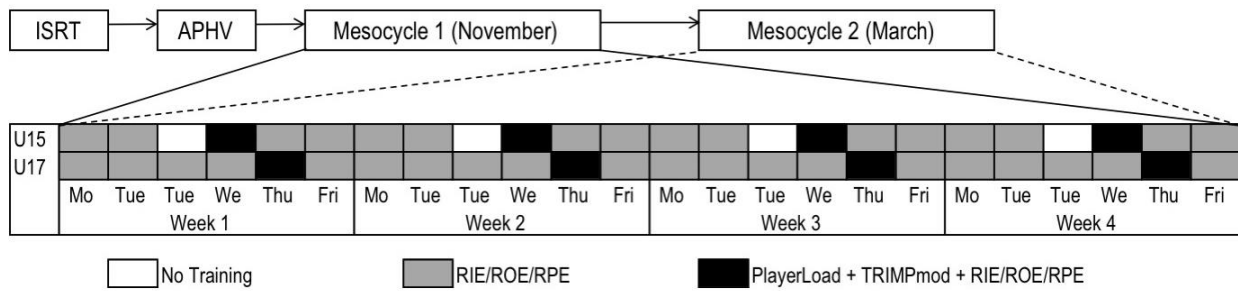 ISRT APHV Mesocycle 1 (November) Mesocycle 2 (March)
U15
U17
Mo Tue Tue We Thu Fri Mo Tue Tue We Thu Fri Mo Tue Tue We Thu Fri Mo Tue Tue We Thu Fri
Week 1 Week 2 Week 3 Week 4
No Training RIE/ROE/RPE PlayerLoad + TRIMPmod + RIE/ROE/RPE